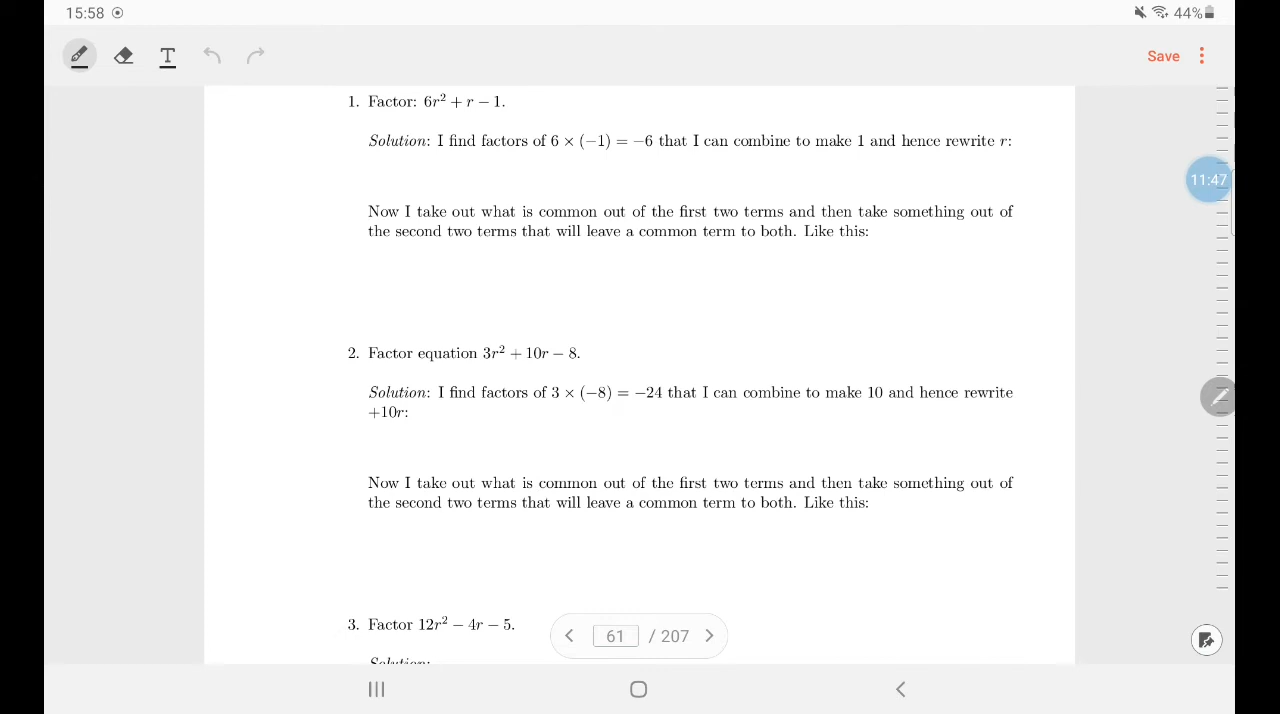 15:58 44%
T Save
1. Factor: 6r² + r − 1.
Solution: I find factors of 6 × (−1) = −6 that I can combine to make 1 and hence rewrite r:
11:47
Now I take out what is common out of the first two terms and then take something out of
the second two terms that will leave a common term to both. Like this:
2. Factor equation 3r² + 10r − 8.
Solution: I find factors of 3 × (−8) = −24 that I can combine to make 10 and hence rewrite
+10r:
Now I take out what is common out of the first two terms and then take something out of
the second two terms that will leave a common term to both. Like this:
3. Factor 12r² − 4r − 5.
61 / 207
Solution: